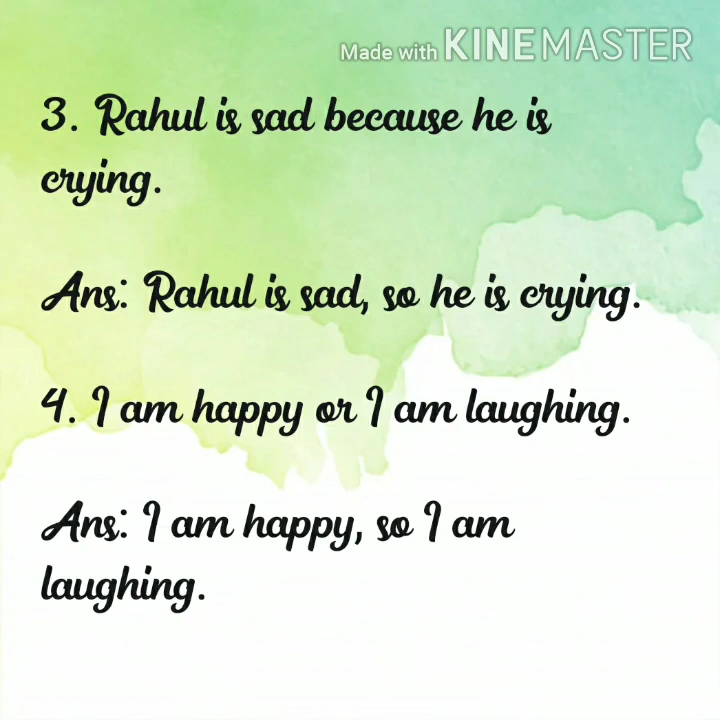 Made with KINEMASTER
3. Rahul is sad because he is
crying.
Ans: Rahul is sad, so he is crying.
4. I am happy or I am laughing.
Ans: I am happy, so I am
laughing.